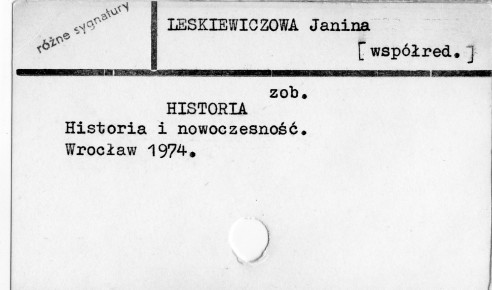 różne sygnatury
LESKIEWICZOWA Janina
[współred.]
zob.
HISTORIA
Historia i nowoczesność.
Wrocław 1974.